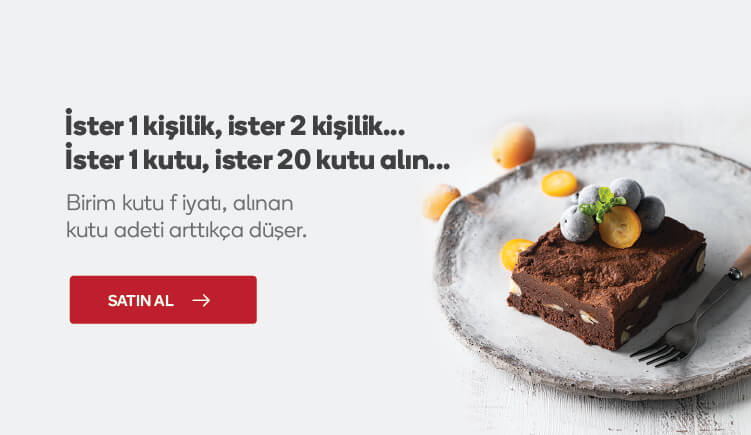 İster 1 kişilik, ister 2 kişilik...
İster 1 kutu, ister 20 kutu alın...
Birim kutu f iyatı, alınan
kutu adeti arttıkça düşer.
SATIN AL →